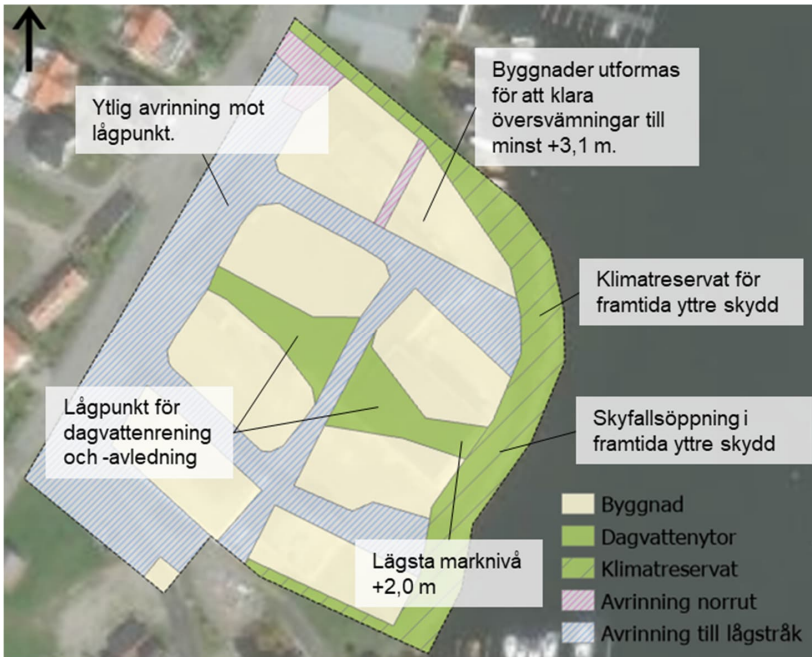 Ytlig avrinning mot
lågpunkt.
Byggnader utformas
för att klara
översvämningar till
minst +3,1 m.
Klimatreservat för
framtida yttre skydd
Skyfallsöppning i
framtida yttre skydd
Lågpunkt för
dagvattenrening
och -avledning
Lägsta marknivå
+2,0 m
Byggnad
Dagvattenytor
Klimatreservat
Avrinning norrut
Avrinning till lågstråk